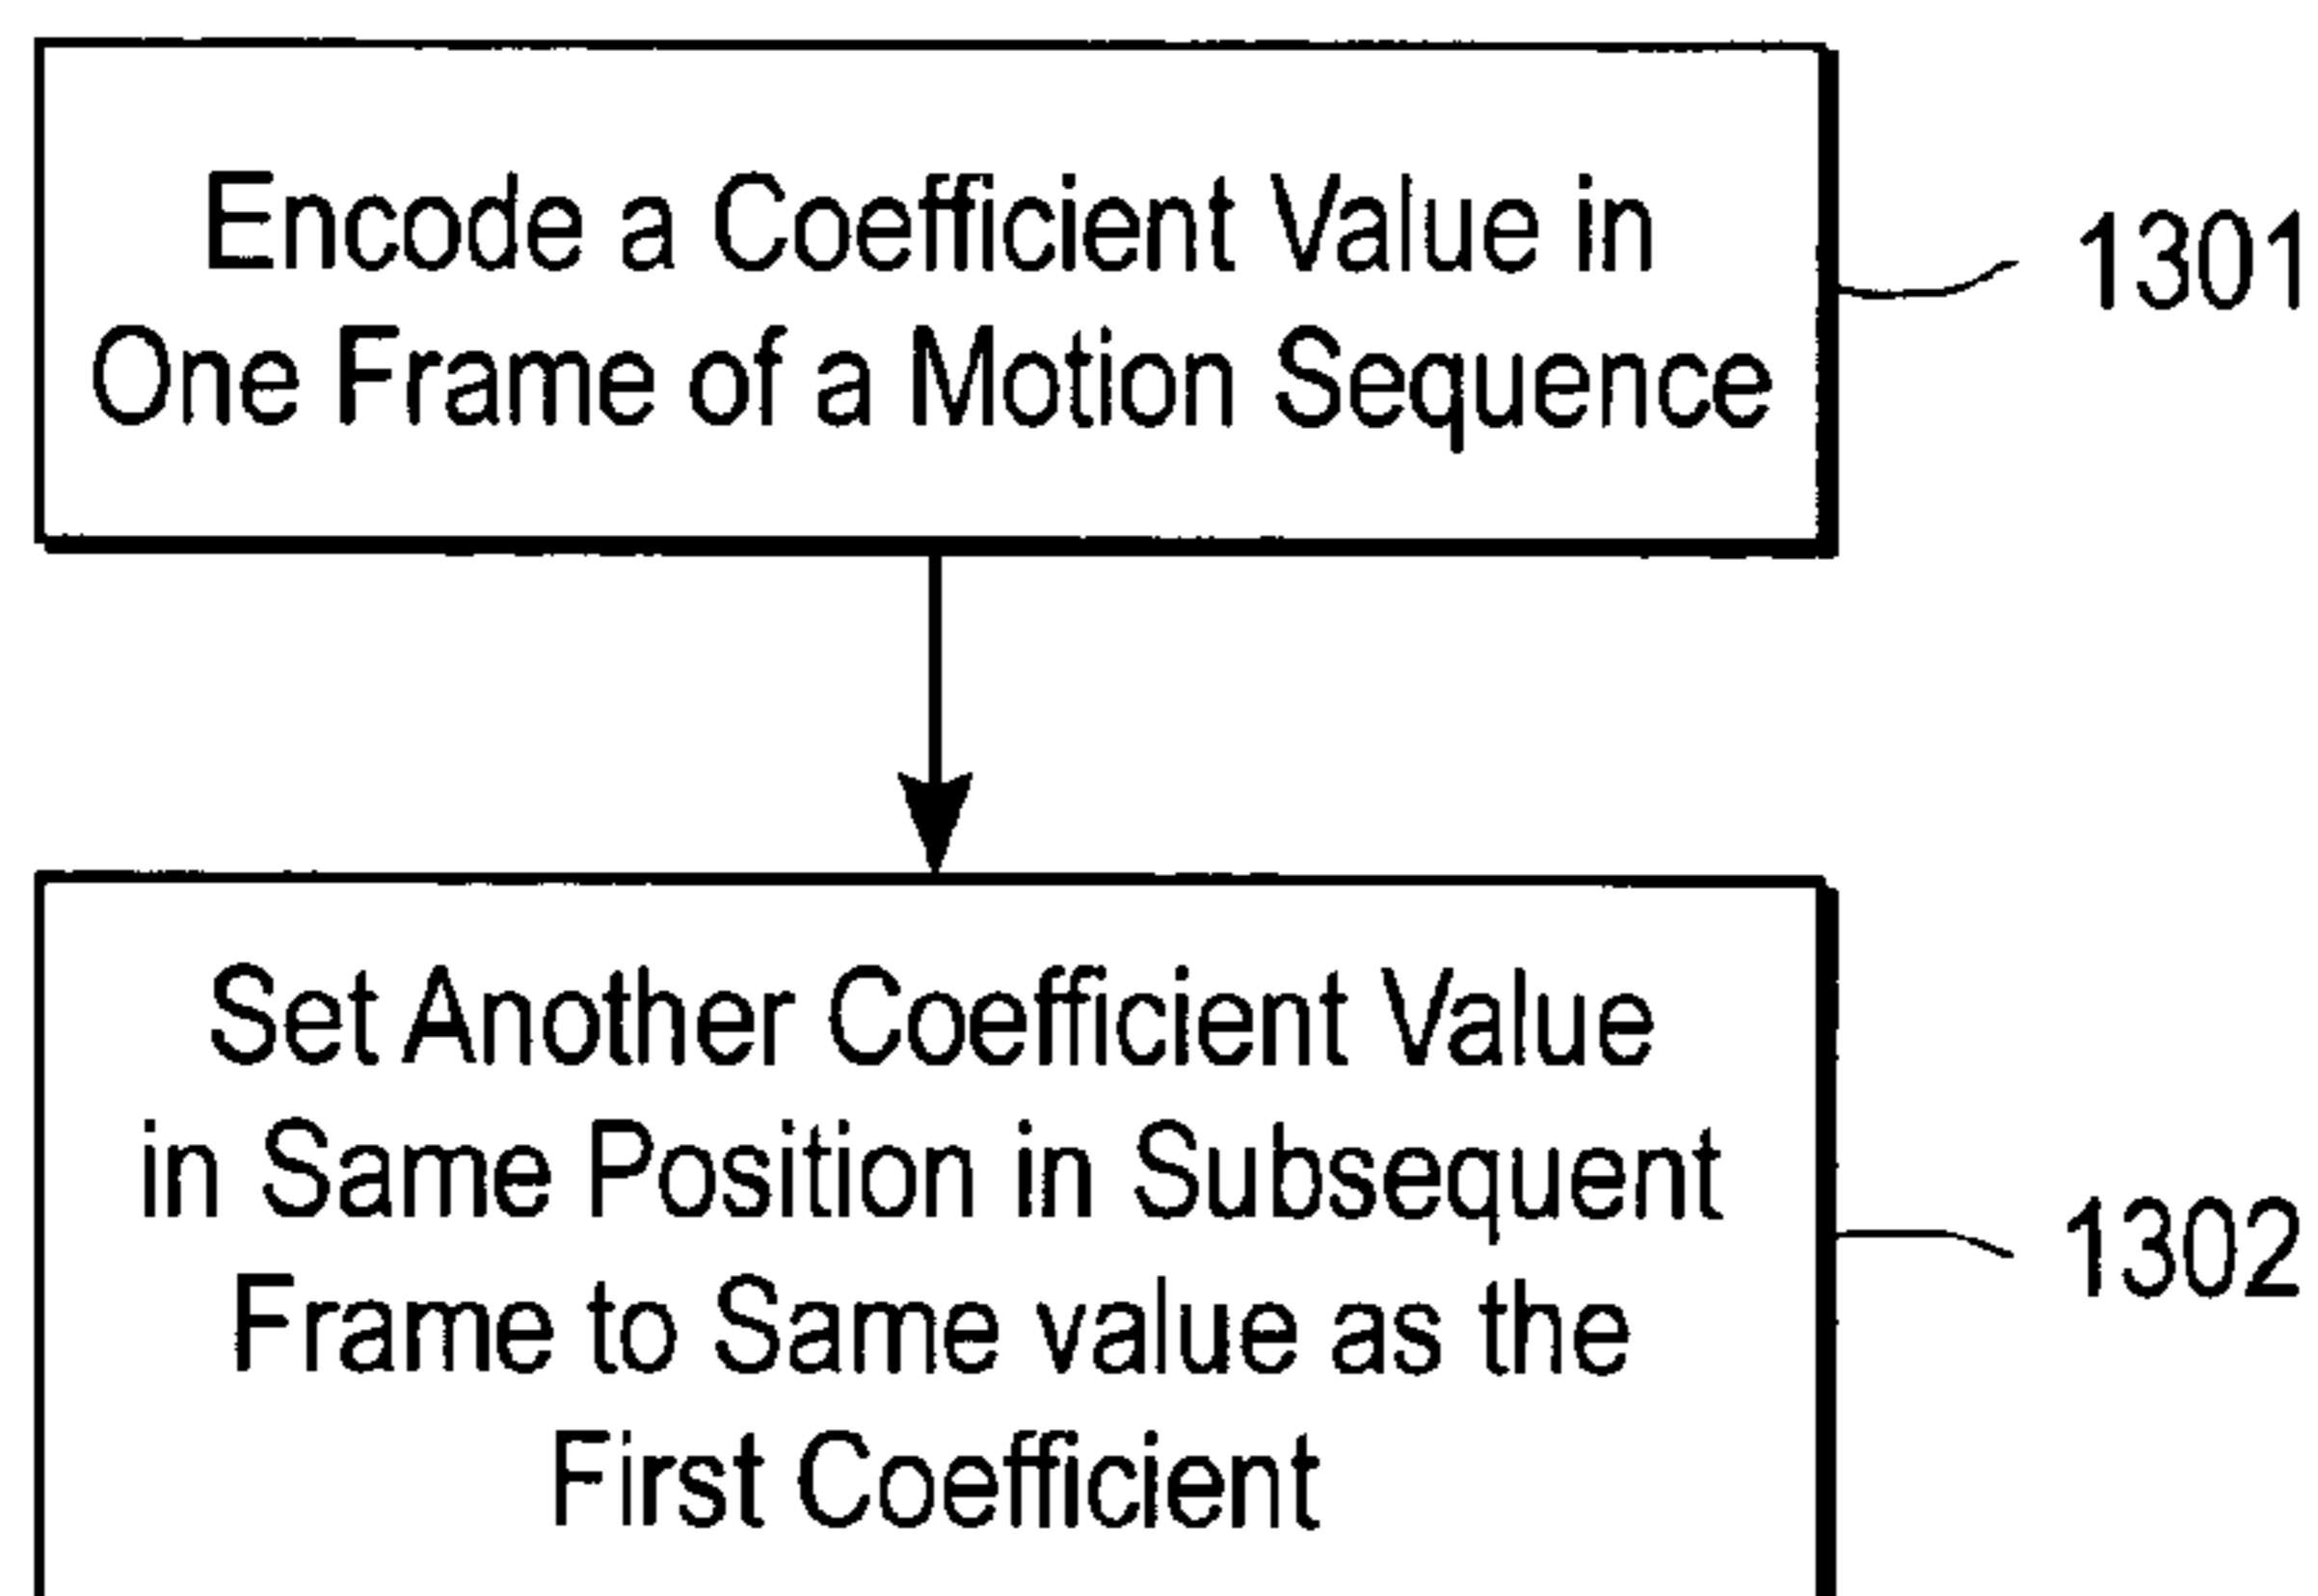 Encode a Coefficient Value in
One Frame of a Motion Sequence
1301
Set Another Coefficient Value
in Same Position in Subsequent
Frame to Same value as the
First Coefficient
1302